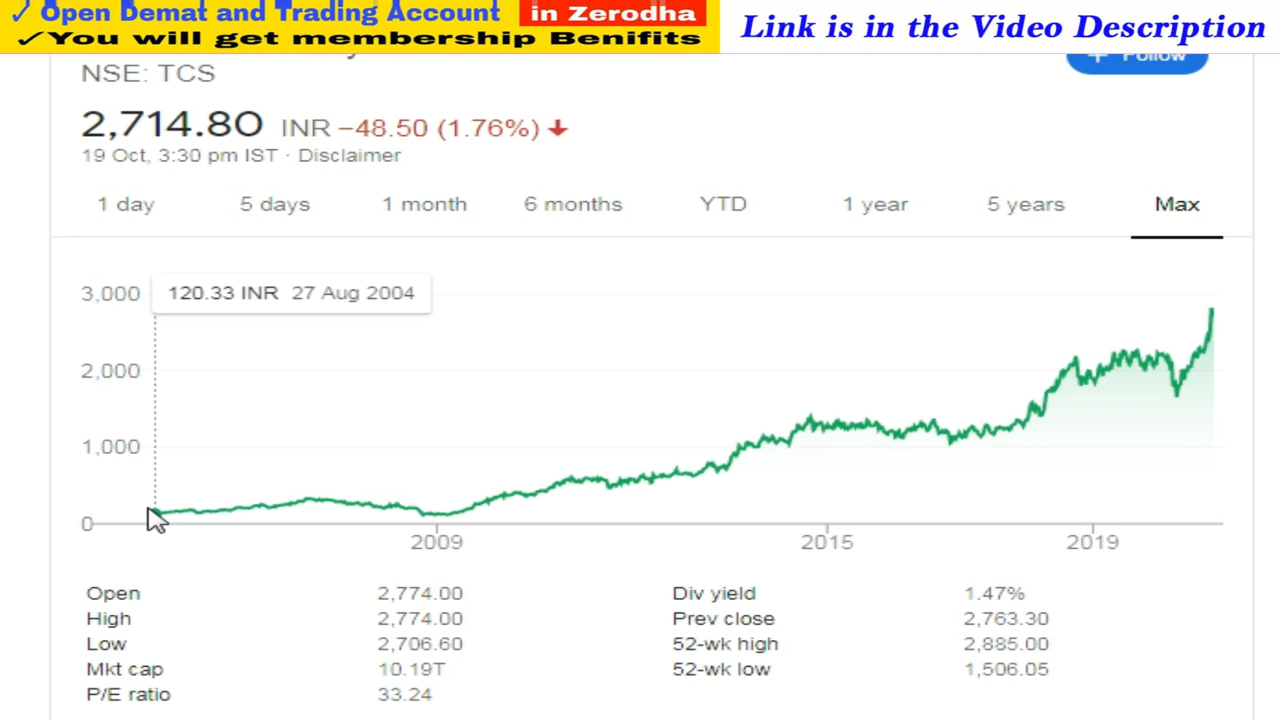 ✓ Open Demat and Trading Account in Zerodha
✓You will get membership Benifits
Link is in the Video Description
NSE: TCS
+ Follow
2,714.80 INR −48.50 (1.76%)
19 Oct, 3:30 pm IST · Disclaimer
1 day 5 days 1 month 6 months YTD 1 year 5 years Max
120.33 INR 27 Aug 2004
3,000
2,000
1,000
0
2009 2015 2019
Open 2,774.00 Div yield 1.47%
High 2,774.00 Prev close 2,763.30
Low 2,706.60 52-wk high 2,885.00
Mkt cap 10.19T 52-wk low 1,506.05
P/E ratio 33.24